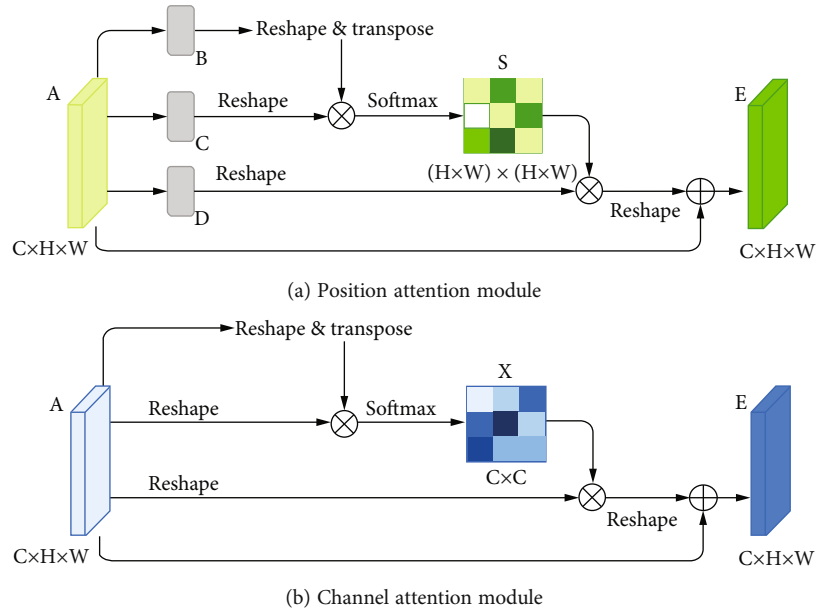 Reshape & transpose
B
S
A
E
Reshape
Softmax
C
Reshape
(H×W) × (H×W)
D
Reshape
C×H×W
C×H×W
(a) Position attention module
Reshape & transpose
X
A
E
Reshape
Softmax
C×C
Reshape
Reshape
C×H×W
C×H×W
(b) Channel attention module